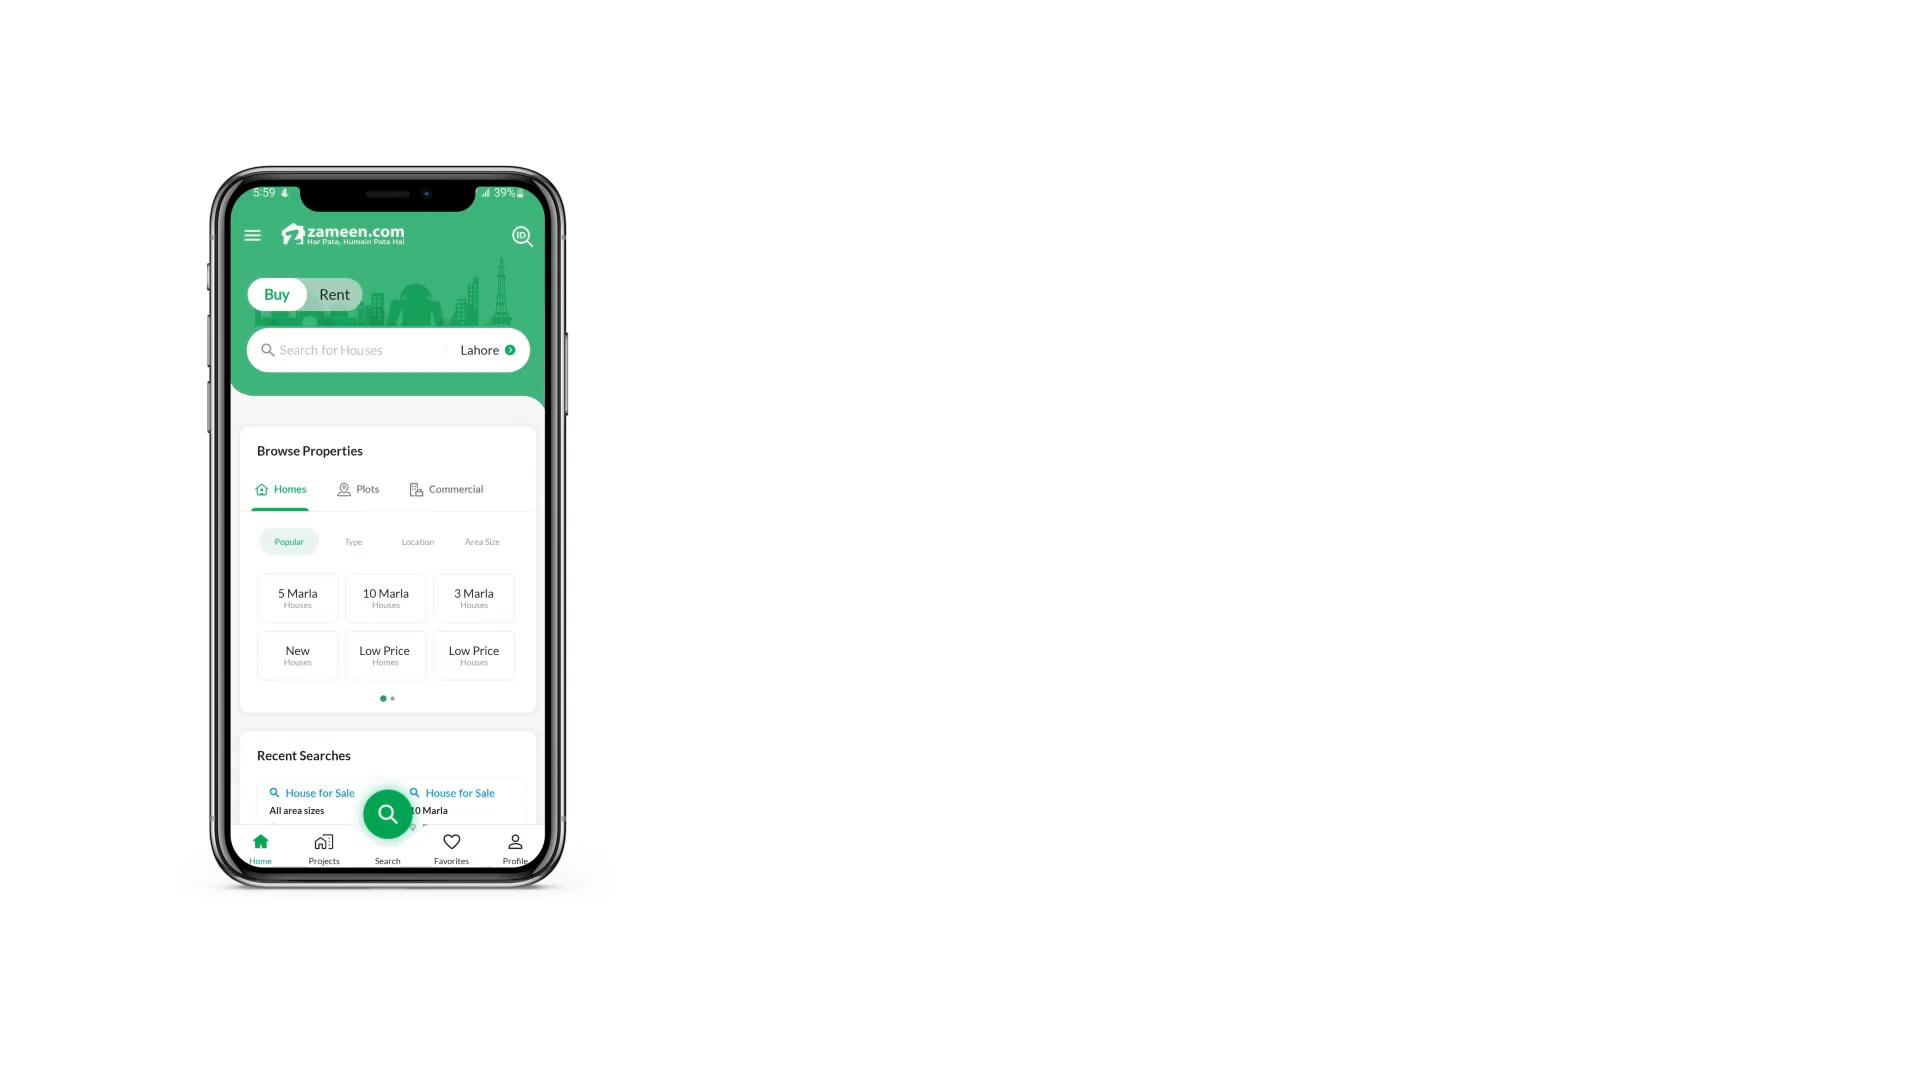 5:59
39%
zameen.com
Har Pata, Humain Pata Hai
ID
Buy
Rent
Search for Houses
Lahore
Browse Properties
Homes
Plots
Commercial
Popular
Type
Location
Area Size
5 Marla
Houses
10 Marla
Houses
3 Marla
Houses
New
Houses
Low Price
Homes
Low Price
Houses
Recent Searches
House for Sale
All area sizes
House for Sale
10 Marla
Home
Projects
Search
Favorites
Profile